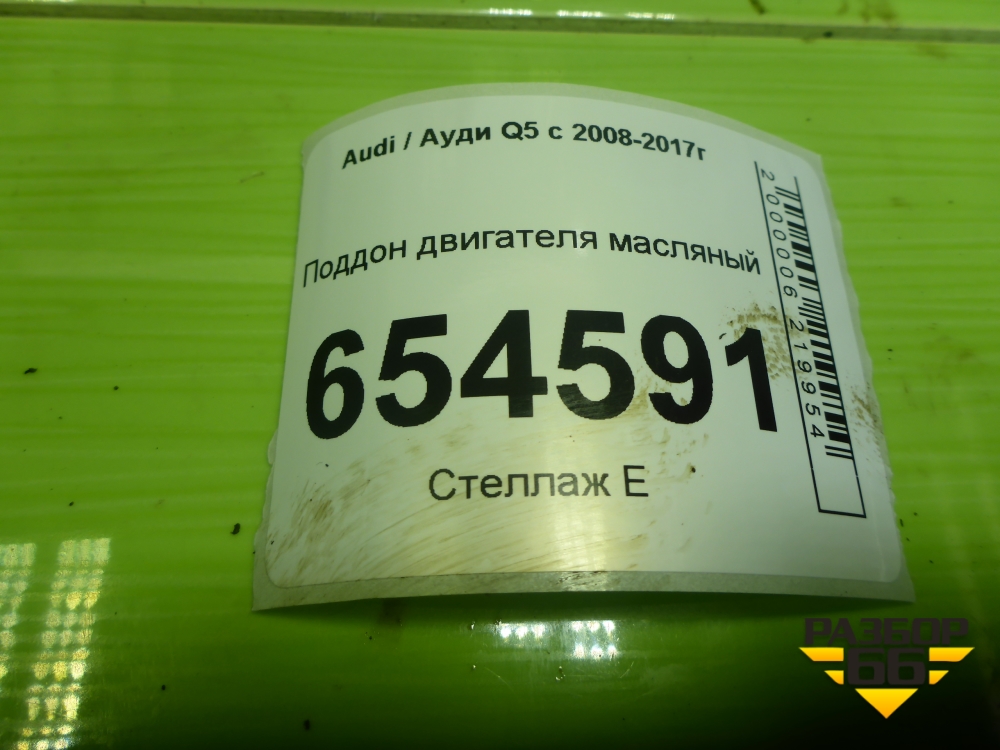 Audi / Ауди Q5 с 2008-2017г
Поддон двигателя масляный
654591
Стеллаж Е
2000006219954
РАЗБОР
66